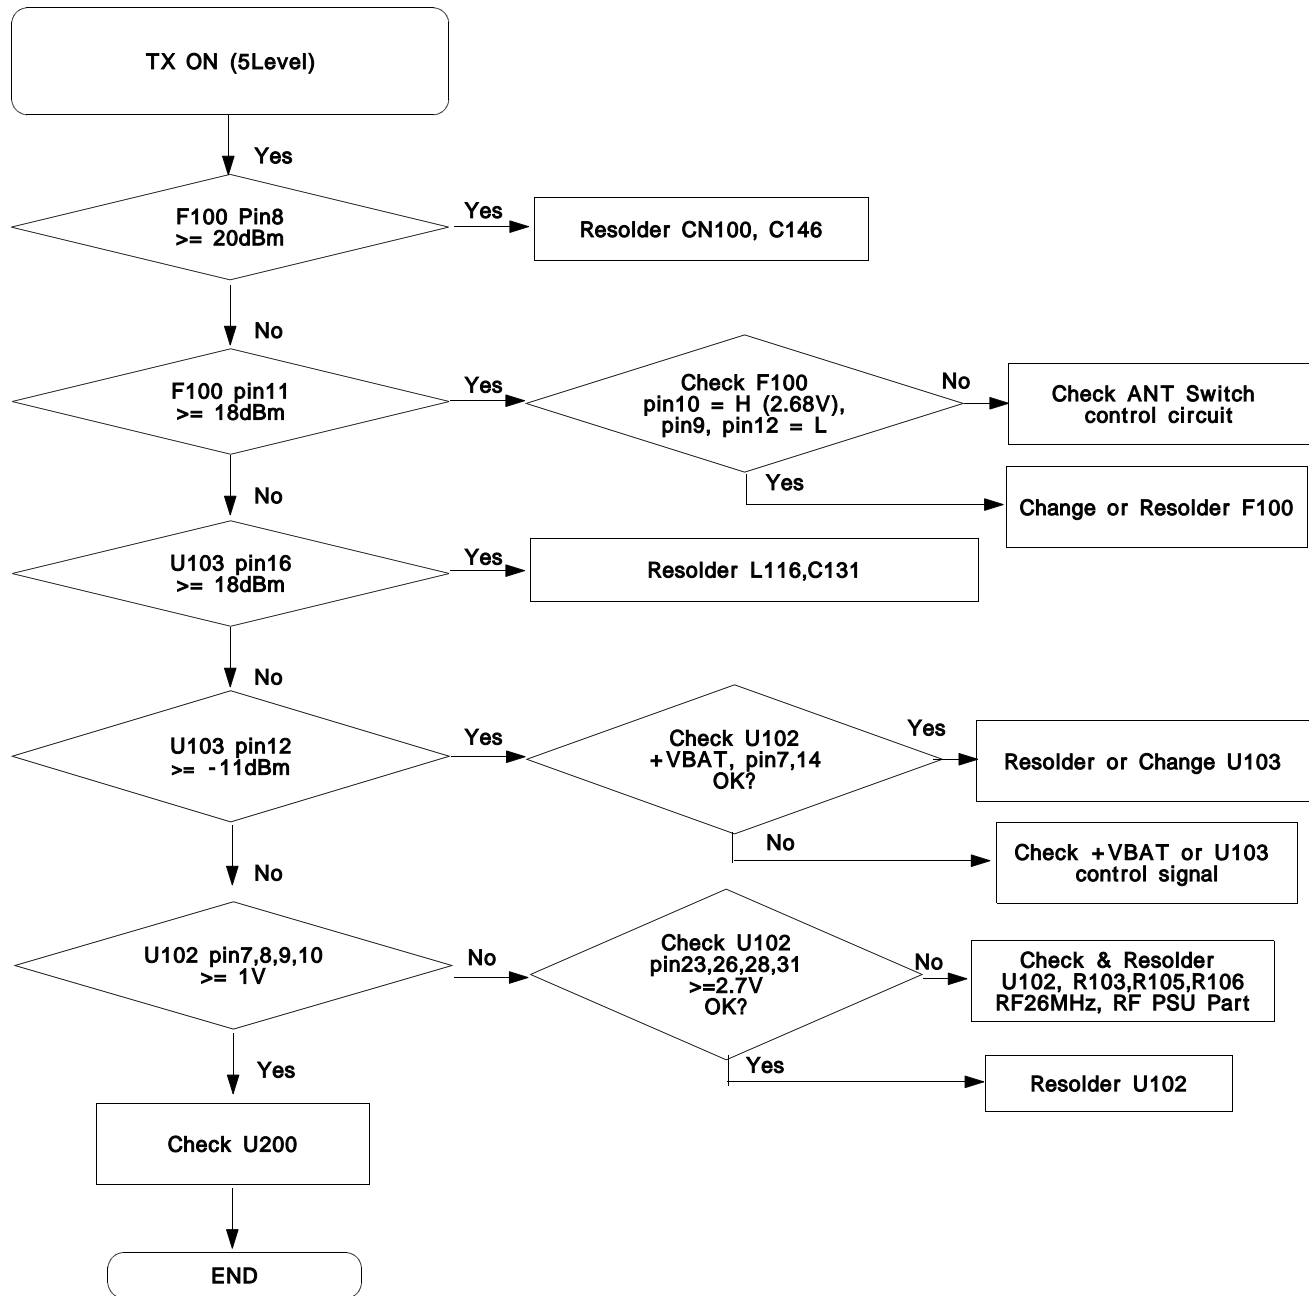 TX ON (5Level)
Yes
F100 Pin8
>= 20dBm
Yes
Resolder CN100, C146
No
F100 pin11
>= 18dBm
Yes
Check F100
pin10 = H (2.68V),
pin9, pin12 = L
No
Check ANT Switch
control circuit
Yes
Change or Resolder F100
No
U103 pin16
>= 18dBm
Yes
Resolder L116,C131
No
U103 pin12
>= -11dBm
Yes
Check U102
+VBAT, pin7,14
OK?
Yes
Resolder or Change U103
No
Check +VBAT or U103
control signal
No
U102 pin7,8,9,10
>= 1V
No
Check U102
pin23,26,28,31
>=2.7V
OK?
No
Check & Resolder
U102, R103,R105,R106
RF26MHz, RF PSU Part
Yes
Resolder U102
Yes
Check U200
END